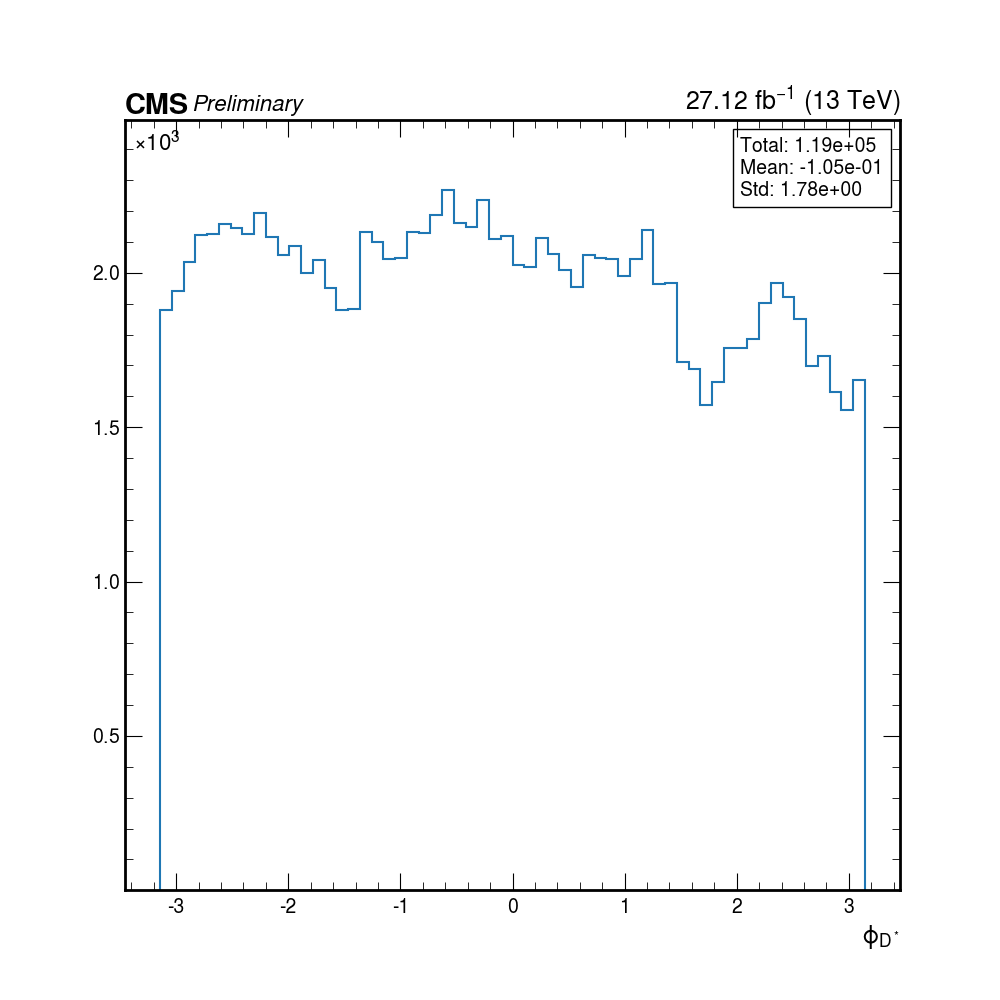 CMS Preliminary 27.12 fb⁻¹ (13 TeV)
×10³
Total: 1.19e+05
Mean: -1.05e-01
Std: 1.78e+00
2.0
1.5
1.0
0.5
-3 -2 -1 0 1 2 3
ϕD*